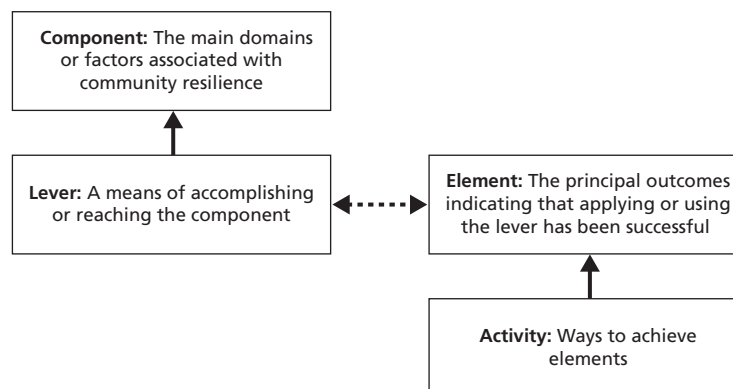 Component: The main domains
or factors associated with
community resilience
Lever: A means of accomplishing
or reaching the component
Element: The principal outcomes
indicating that applying or using
the lever has been successful
Activity: Ways to achieve
elements